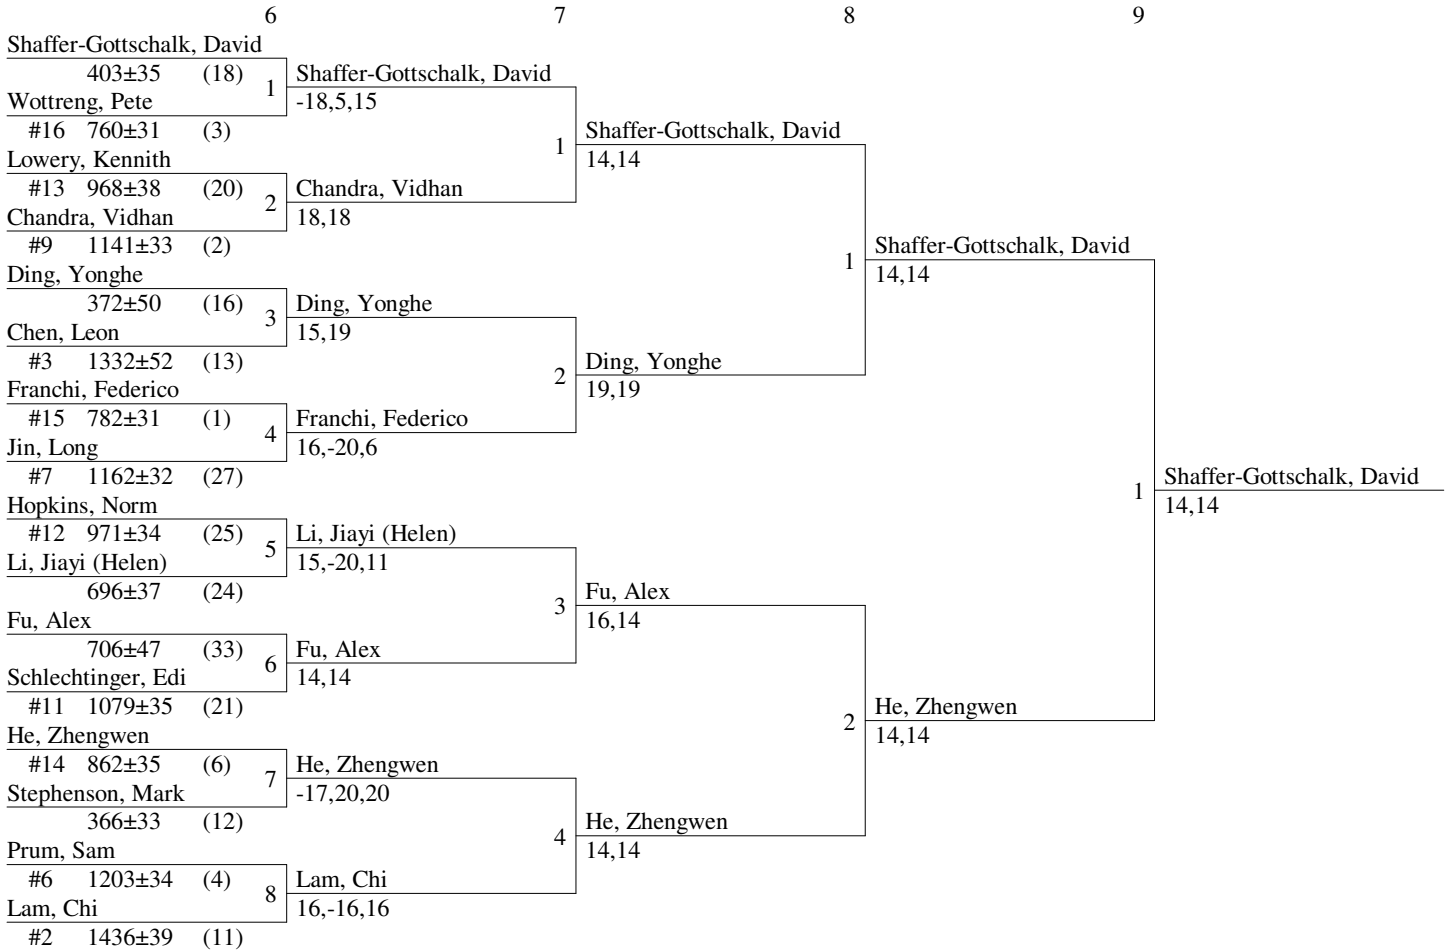 6 7 8 9
Shaffer-Gottschalk, David
403±35 (18)
1
Wottreng, Pete
#16 760±31 (3)
Lowery, Kennith
#13 968±38 (20)
2
Chandra, Vidhan
#9 1141±33 (2)
Ding, Yonghe
372±50 (16)
3
Chen, Leon
#3 1332±52 (13)
Franchi, Federico
#15 782±31 (1)
4
Jin, Long
#7 1162±32 (27)
Hopkins, Norm
#12 971±34 (25)
5
Li, Jiayi (Helen)
696±37 (24)
Fu, Alex
706±47 (33)
6
Schlechtinger, Edi
#11 1079±35 (21)
He, Zhengwen
#14 862±35 (6)
7
Stephenson, Mark
366±33 (12)
Prum, Sam
#6 1203±34 (4)
8
Lam, Chi
#2 1436±39 (11)
Shaffer-Gottschalk, David
-18,5,15
1
Chandra, Vidhan
18,18
Ding, Yonghe
15,19
2
Franchi, Federico
16,-20,6
Li, Jiayi (Helen)
15,-20,11
3
Fu, Alex
14,14
He, Zhengwen
-17,20,20
4
Lam, Chi
16,-16,16
Shaffer-Gottschalk, David
14,14
1
Ding, Yonghe
19,19
Fu, Alex
16,14
2
He, Zhengwen
14,14
Shaffer-Gottschalk, David
14,14
1
He, Zhengwen
14,14
Shaffer-Gottschalk, David
14,14